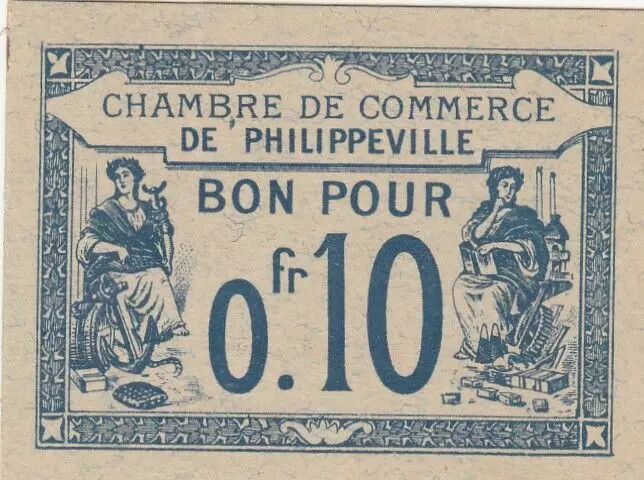 CHAMBRE DE COMMERCE
DE PHILIPPEVILLE
BON POUR
fr
0.10